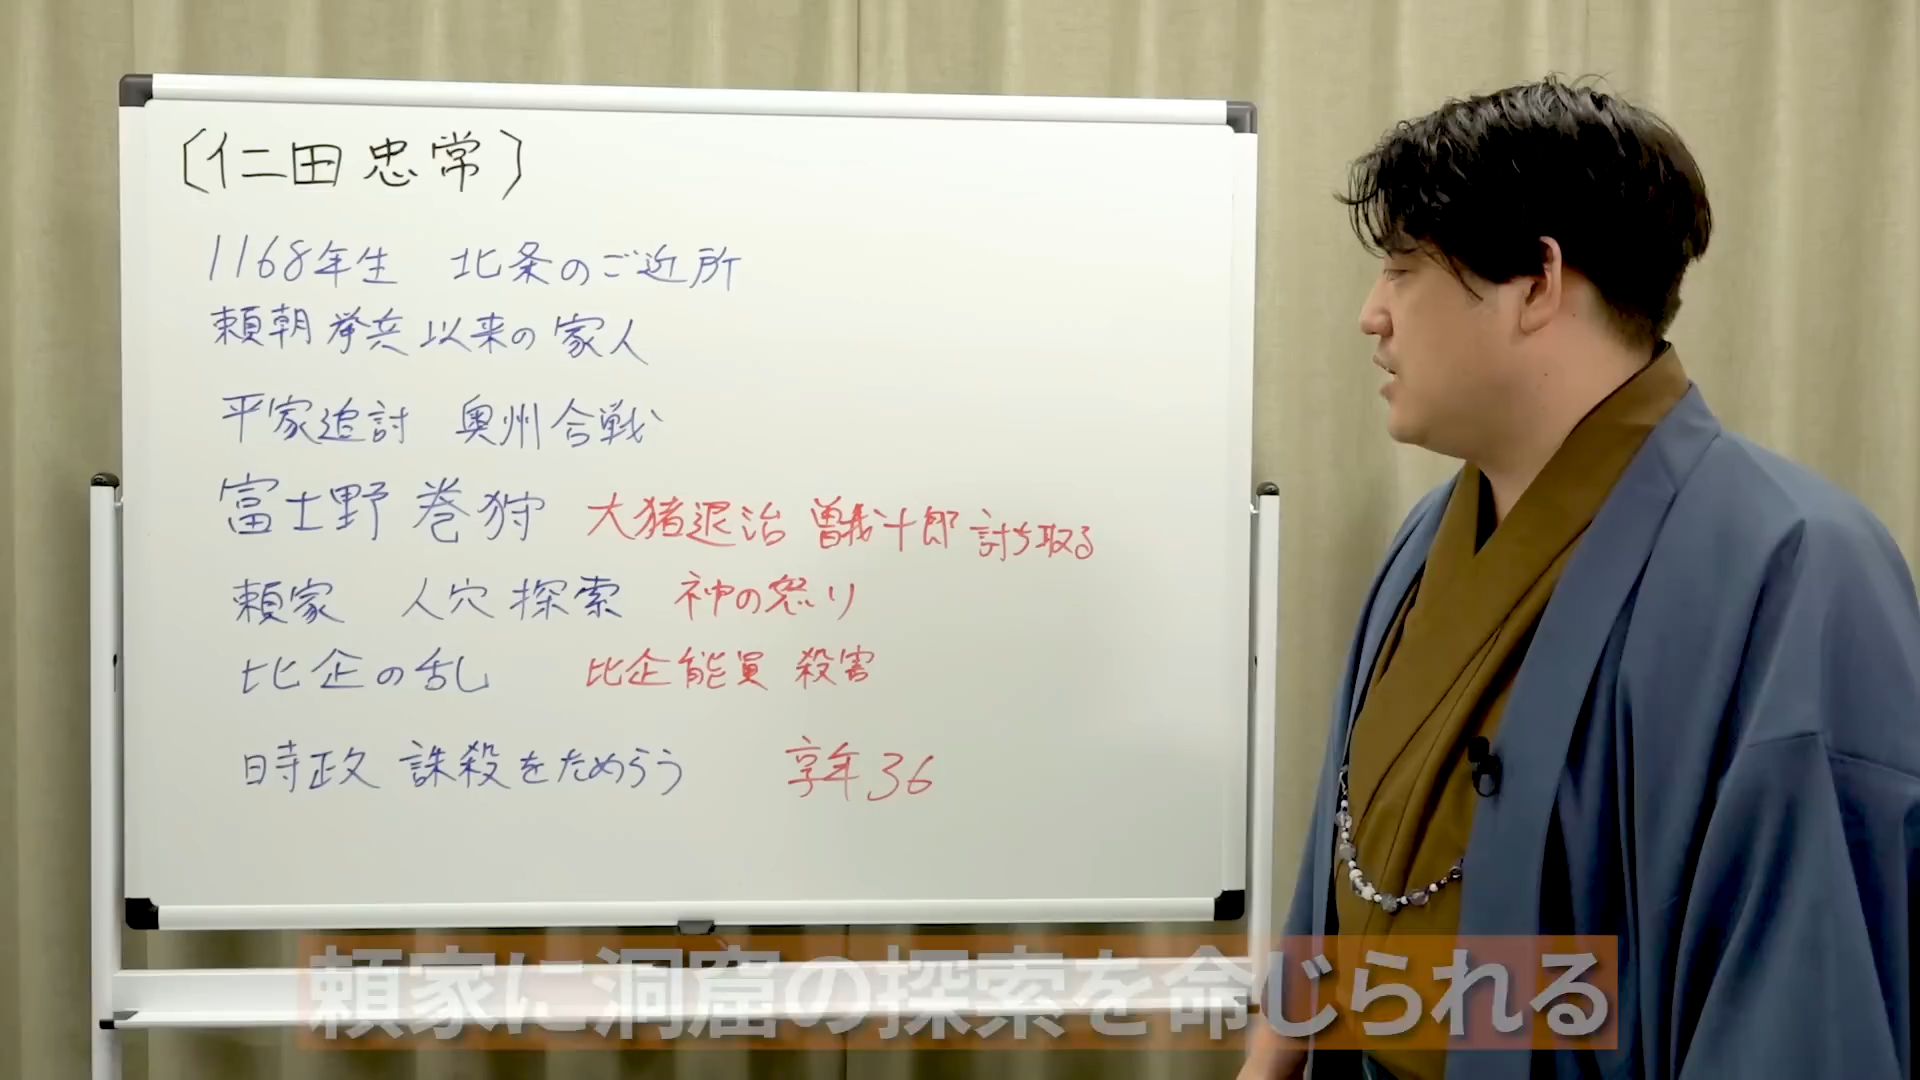 〔仁田忠常〕
1168年生 北条のご近所
頼朝挙兵以来の家人
平家追討 奥州合戦
富士野巻狩 大猪退治 曽我十郎 討ち取る
頼家 人穴探索 神の怒り
比企の乱 比企能員 殺害
時政 誅殺をためらう 享年36
頼家に洞窟の探索を命じられる